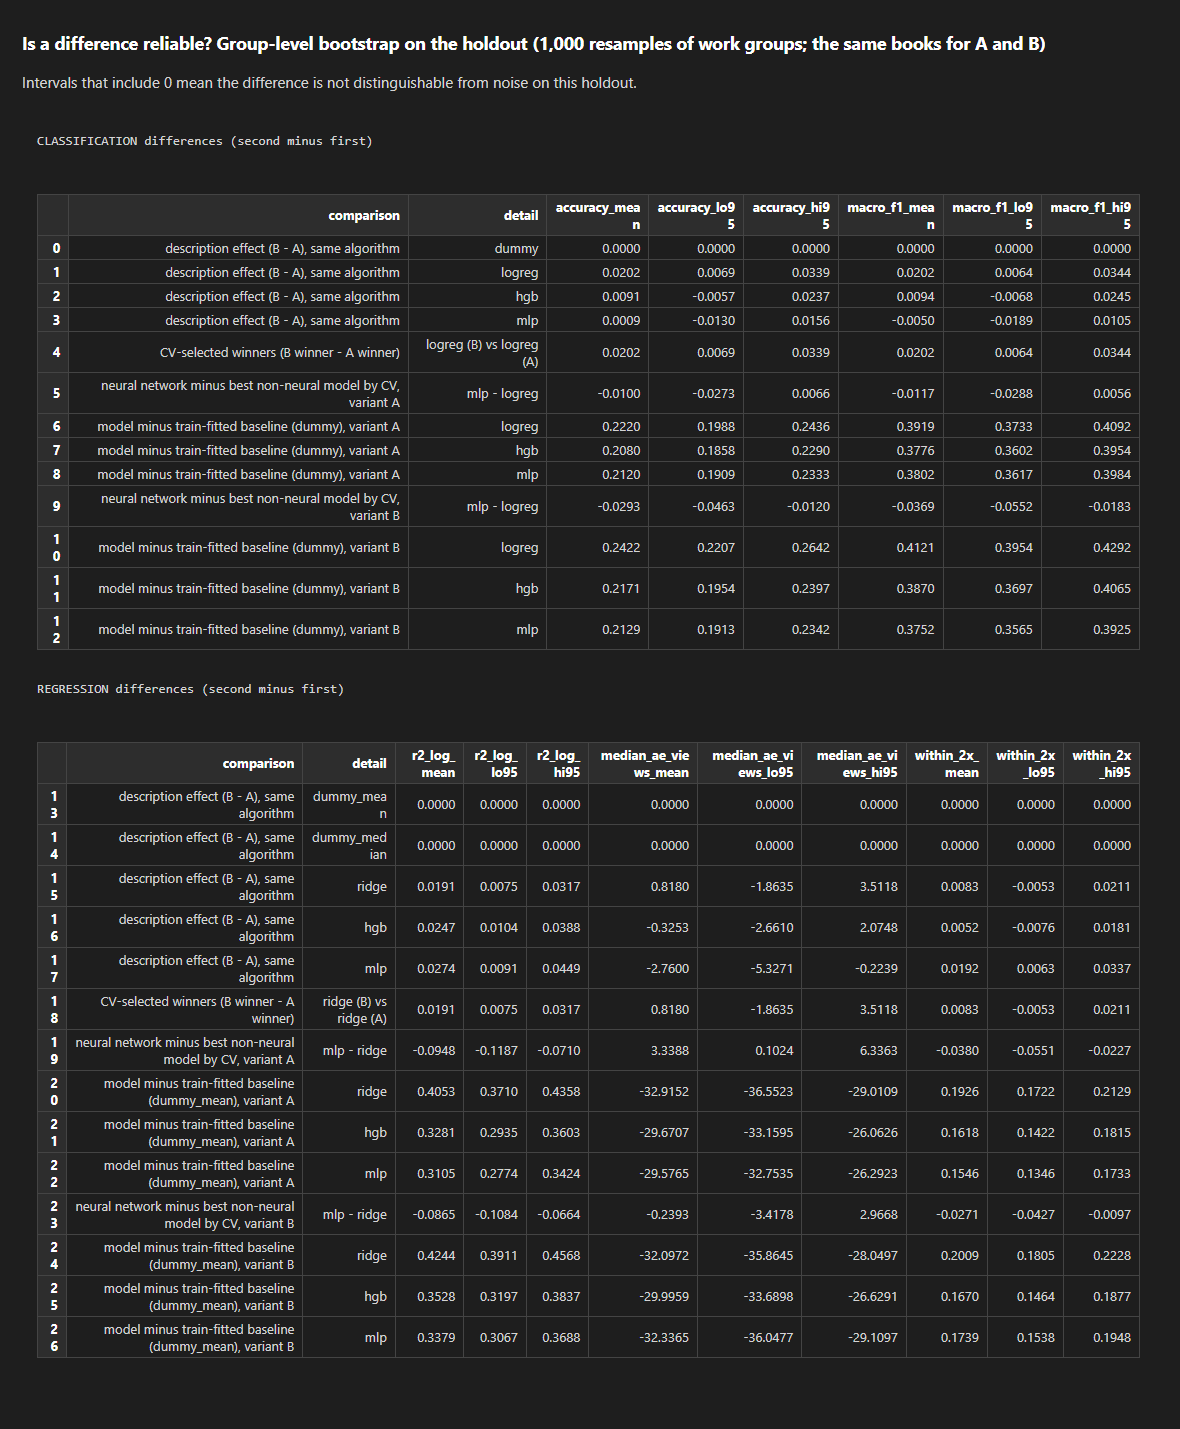 Is a difference reliable? Group-level bootstrap on the holdout (1,000 resamples of work groups; the same books for A and B)
Intervals that include 0 mean the difference is not distinguishable from noise on this holdout.
CLASSIFICATION differences (second minus first)
comparison detail accuracy_mean accuracy_lo95 accuracy_hi95 macro_f1_mean macro_f1_lo95 macro_f1_hi95
0 description effect (B - A), same algorithm dummy 0.0000 0.0000 0.0000 0.0000 0.0000 0.0000
1 description effect (B - A), same algorithm logreg 0.0202 0.0069 0.0339 0.0202 0.0064 0.0344
2 description effect (B - A), same algorithm hgb 0.0091 -0.0057 0.0237 0.0094 -0.0068 0.0245
3 description effect (B - A), same algorithm mlp 0.0009 -0.0130 0.0156 -0.0050 -0.0189 0.0105
4 CV-selected winners (B winner - A winner) logreg (B) vs logreg (A) 0.0202 0.0069 0.0339 0.0202 0.0064 0.0344
5 neural network minus best non-neural model by CV, variant A mlp - logreg -0.0100 -0.0273 0.0066 -0.0117 -0.0288 0.0056
6 model minus train-fitted baseline (dummy), variant A logreg 0.2220 0.1988 0.2436 0.3919 0.3733 0.4092
7 model minus train-fitted baseline (dummy), variant A hgb 0.2080 0.1858 0.2290 0.3776 0.3602 0.3954
8 model minus train-fitted baseline (dummy), variant A mlp 0.2120 0.1909 0.2333 0.3802 0.3617 0.3984
9 neural network minus best non-neural model by CV, variant B mlp - logreg -0.0293 -0.0463 -0.0120 -0.0369 -0.0552 -0.0183
10 model minus train-fitted baseline (dummy), variant B logreg 0.2422 0.2207 0.2642 0.4121 0.3954 0.4292
11 model minus train-fitted baseline (dummy), variant B hgb 0.2171 0.1954 0.2397 0.3870 0.3697 0.4065
12 model minus train-fitted baseline (dummy), variant B mlp 0.2129 0.1913 0.2342 0.3752 0.3565 0.3925
REGRESSION differences (second minus first)
comparison detail r2_log_mean r2_log_lo95 r2_log_hi95 median_ae_views_mean median_ae_views_lo95 median_ae_views_hi95 within_2x_mean within_2x_lo95 within_2x_hi95
13 description effect (B - A), same algorithm dummy_mean 0.0000 0.0000 0.0000 0.0000 0.0000 0.0000 0.0000 0.0000 0.0000
14 description effect (B - A), same algorithm dummy_median 0.0000 0.0000 0.0000 0.0000 0.0000 0.0000 0.0000 0.0000 0.0000
15 description effect (B - A), same algorithm ridge 0.0191 0.0075 0.0317 0.8180 -1.8635 3.5118 0.0083 -0.0053 0.0211
16 description effect (B - A), same algorithm hgb 0.0247 0.0104 0.0388 -0.3253 -2.6610 2.0748 0.0052 -0.0076 0.0181
17 description effect (B - A), same algorithm mlp 0.0274 0.0091 0.0449 -2.7600 -5.3271 -0.2239 0.0192 0.0063 0.0337
18 CV-selected winners (B winner - A winner) ridge (B) vs ridge (A) 0.0191 0.0075 0.0317 0.8180 -1.8635 3.5118 0.0083 -0.0053 0.0211
19 neural network minus best non-neural model by CV, variant A mlp - ridge -0.0948 -0.1187 -0.0710 3.3388 0.1024 6.3363 -0.0380 -0.0551 -0.0227
20 model minus train-fitted baseline (dummy_mean), variant A ridge 0.4053 0.3710 0.4358 -32.9152 -36.5523 -29.0109 0.1926 0.1722 0.2129
21 model minus train-fitted baseline (dummy_mean), variant A hgb 0.3281 0.2935 0.3603 -29.6707 -33.1595 -26.0626 0.1618 0.1422 0.1815
22 model minus train-fitted baseline (dummy_mean), variant A mlp 0.3105 0.2774 0.3424 -29.5765 -32.7535 -26.2923 0.1546 0.1346 0.1733
23 neural network minus best non-neural model by CV, variant B mlp - ridge -0.0865 -0.1084 -0.0664 -0.2393 -3.4178 2.9668 -0.0271 -0.0427 -0.0097
24 model minus train-fitted baseline (dummy_mean), variant B ridge 0.4244 0.3911 0.4568 -32.0972 -35.8645 -28.0497 0.2009 0.1805 0.2228
25 model minus train-fitted baseline (dummy_mean), variant B hgb 0.3528 0.3197 0.3837 -29.9959 -33.6898 -26.6291 0.1670 0.1464 0.1877
26 model minus train-fitted baseline (dummy_mean), variant B mlp 0.3379 0.3067 0.3688 -32.3365 -36.0477 -29.1097 0.1739 0.1538 0.1948